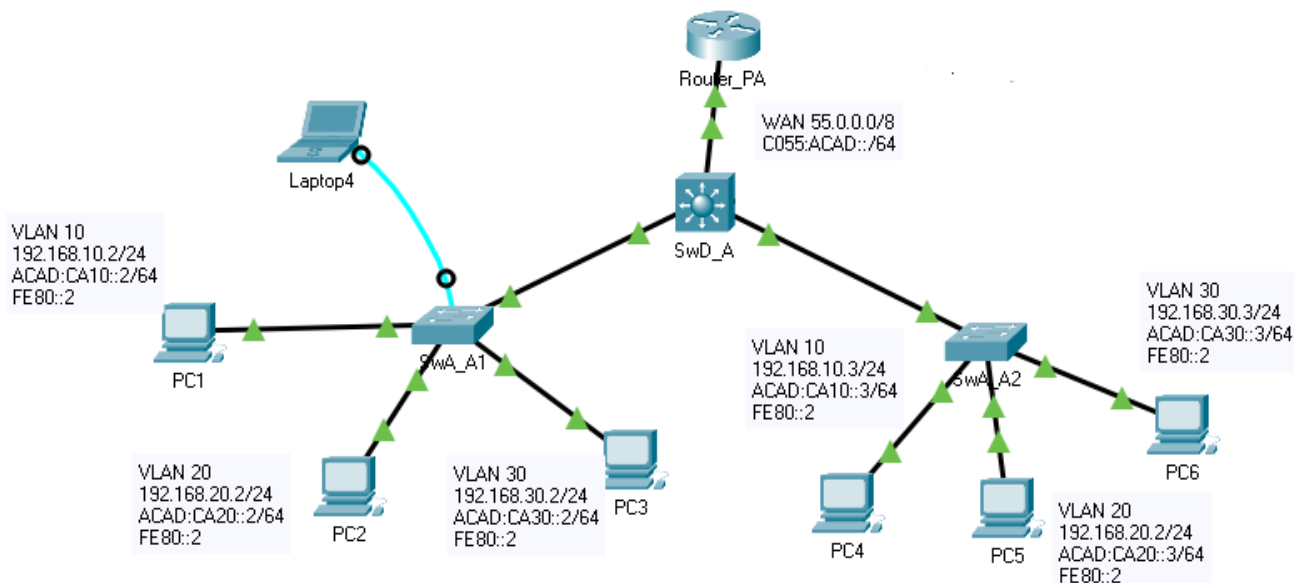 Router_PA
WAN 55.0.0.0/8
C055:ACAD::/64
Laptop4
SwD_A
VLAN 10
192.168.10.2/24
ACAD:CA10::2/64
FE80::2
PC1
SwA_A1
VLAN 20
192.168.20.2/24
ACAD:CA20::2/64
FE80::2
PC2
VLAN 30
192.168.30.2/24
ACAD:CA30::2/64
FE80::2
PC3
VLAN 10
192.168.10.3/24
ACAD:CA10::3/64
FE80::2
PC4
SwA_A2
VLAN 30
192.168.30.3/24
ACAD:CA30::3/64
FE80::2
PC6
PC5
VLAN 20
192.168.20.2/24
ACAD:CA20::3/64
FE80::2